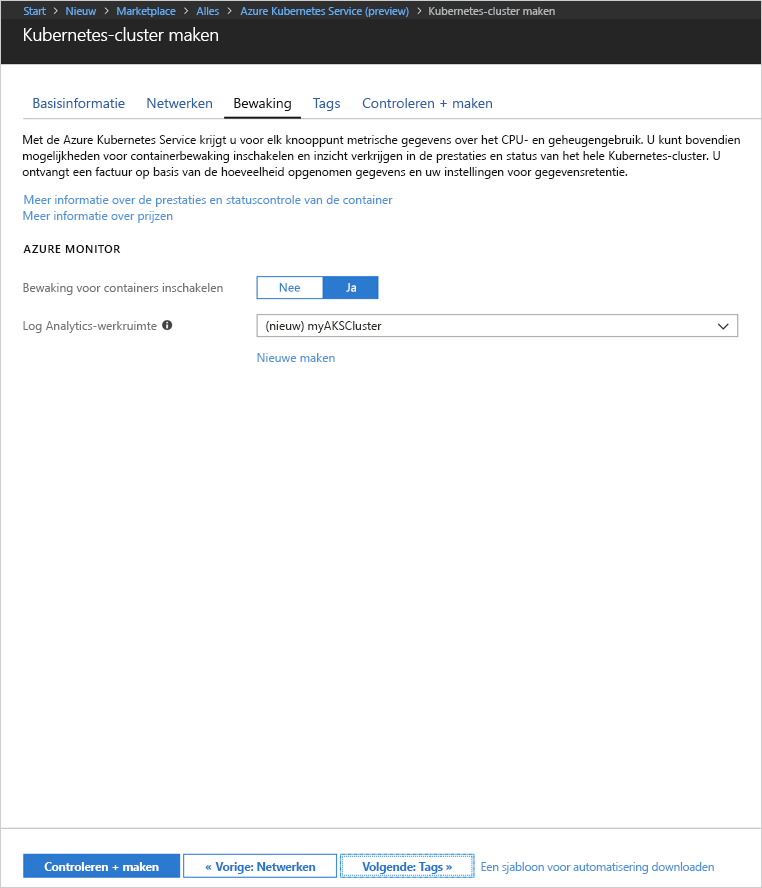 Start > Nieuw > Marketplace > Alles > Azure Kubernetes Service (preview) > Kubernetes-cluster maken
Kubernetes-cluster maken
Basisinformatie Netwerken Bewaking Tags Controleren + maken
Met de Azure Kubernetes Service krijgt u voor elk knooppunt metrische gegevens over het CPU- en geheugengebruik. U kunt bovendien
mogelijkheden voor containerbewaking inschakelen en inzicht verkrijgen in de prestaties en status van het hele Kubernetes-cluster. U
ontvangt een factuur op basis van de hoeveelheid opgenomen gegevens en uw instellingen voor gegevensretentie.
Meer informatie over de prestaties en statuscontrole van de container
Meer informatie over prijzen
AZURE MONITOR
Bewaking voor containers inschakelen Nee Ja
Log Analytics-werkruimte (nieuw) myAKSCluster
Nieuwe maken
Controleren + maken « Vorige: Netwerken Volgende: Tags » Een sjabloon voor automatisering downloaden